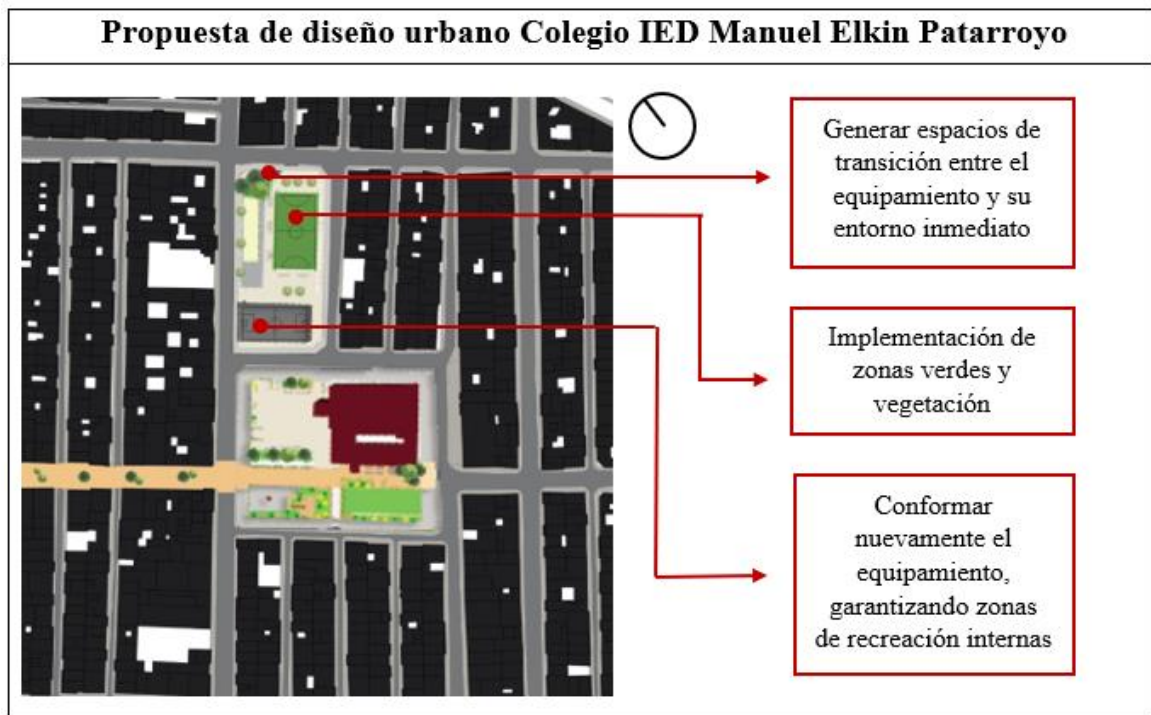 Propuesta de diseño urbano Colegio IED Manuel Elkin Patarroyo
Generar espacios de
transición entre el
equipamiento y su
entorno inmediato
Implementación de
zonas verdes y
vegetación
Conformar
nuevamente el
equipamiento,
garantizando zonas
de recreación internas